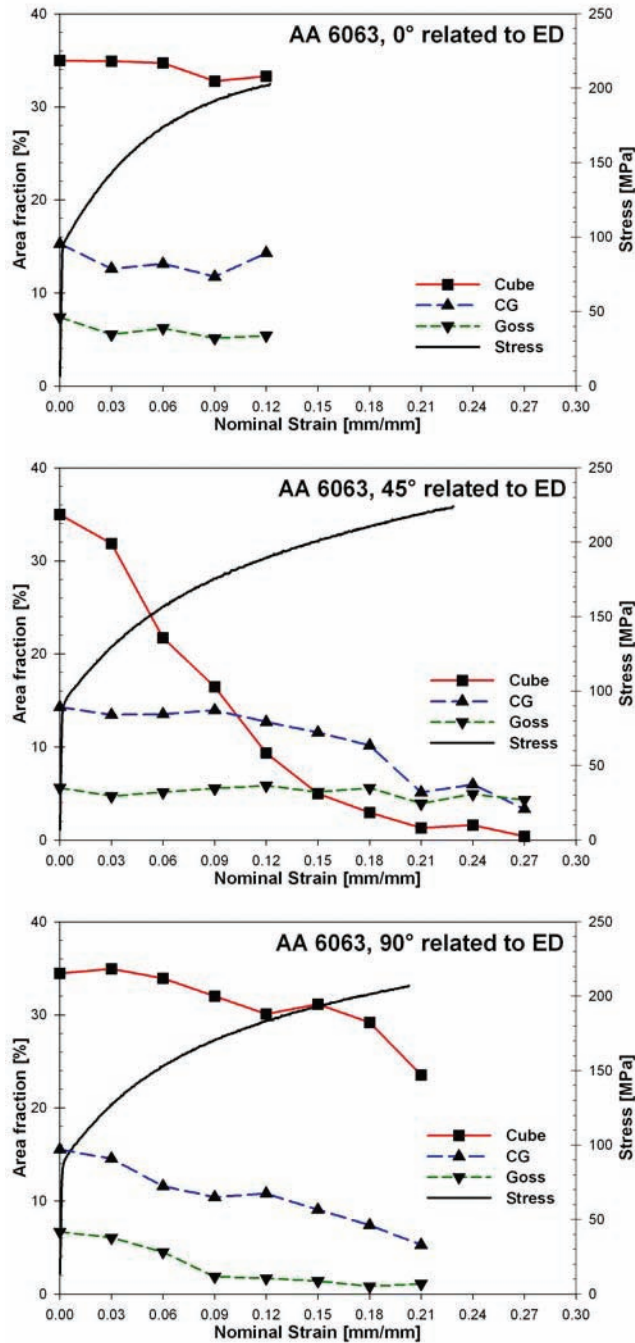 AA 6063, 0° related to ED
40
30
20
10
0
Area fraction [%]
250
200
150
100
50
0
Stress [MPa]
Cube
CG
Goss
Stress
0.00 0.03 0.06 0.09 0.12 0.15 0.18 0.21 0.24 0.27 0.30
Nominal Strain [mm/mm]
AA 6063, 45° related to ED
40
30
20
10
0
Area fraction [%]
250
200
150
100
50
0
Stress [MPa]
Cube
CG
Goss
Stress
0.00 0.03 0.06 0.09 0.12 0.15 0.18 0.21 0.24 0.27 0.30
Nominal Strain [mm/mm]
AA 6063, 90° related to ED
40
30
20
10
0
Area fraction [%]
250
200
150
100
50
0
Stress [MPa]
Cube
CG
Goss
Stress
0.00 0.03 0.06 0.09 0.12 0.15 0.18 0.21 0.24 0.27 0.30
Nominal Strain [mm/mm]